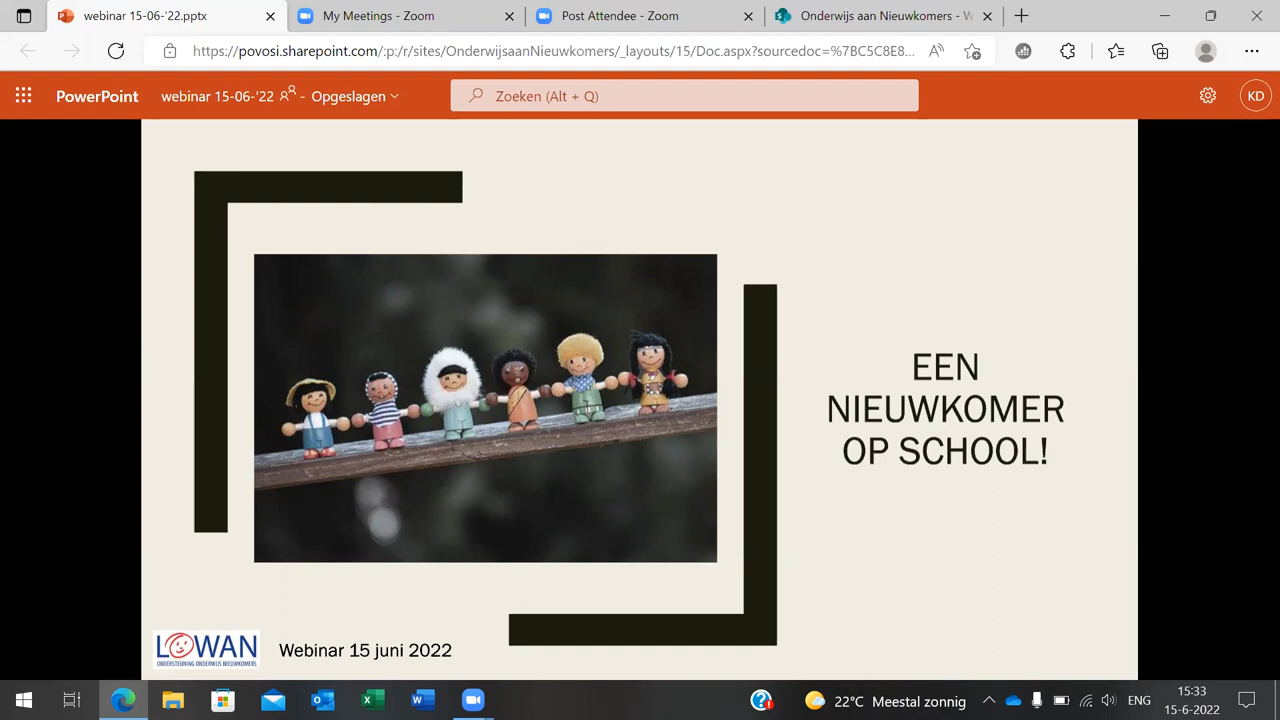 webinar 15-06-'22.pptx
My Meetings - Zoom
Post Attendee - Zoom
Onderwijs aan Nieuwkomers - W
https://povosi.sharepoint.com/:p:/r/sites/OnderwijsaanNieuwkomers/_layouts/15/Doc.aspx?sourcedoc=%7BC5C8E8...
PowerPoint
webinar 15-06-'22 - Opgeslagen
Zoeken (Alt + Q)
KD
EEN
NIEUWKOMER
OP SCHOOL!
LOWAN
ONDERSTEUNING ONDERWIJS NIEUWKOMERS
Webinar 15 juni 2022
22°C Meestal zonnig
ENG
15:33
15-6-2022